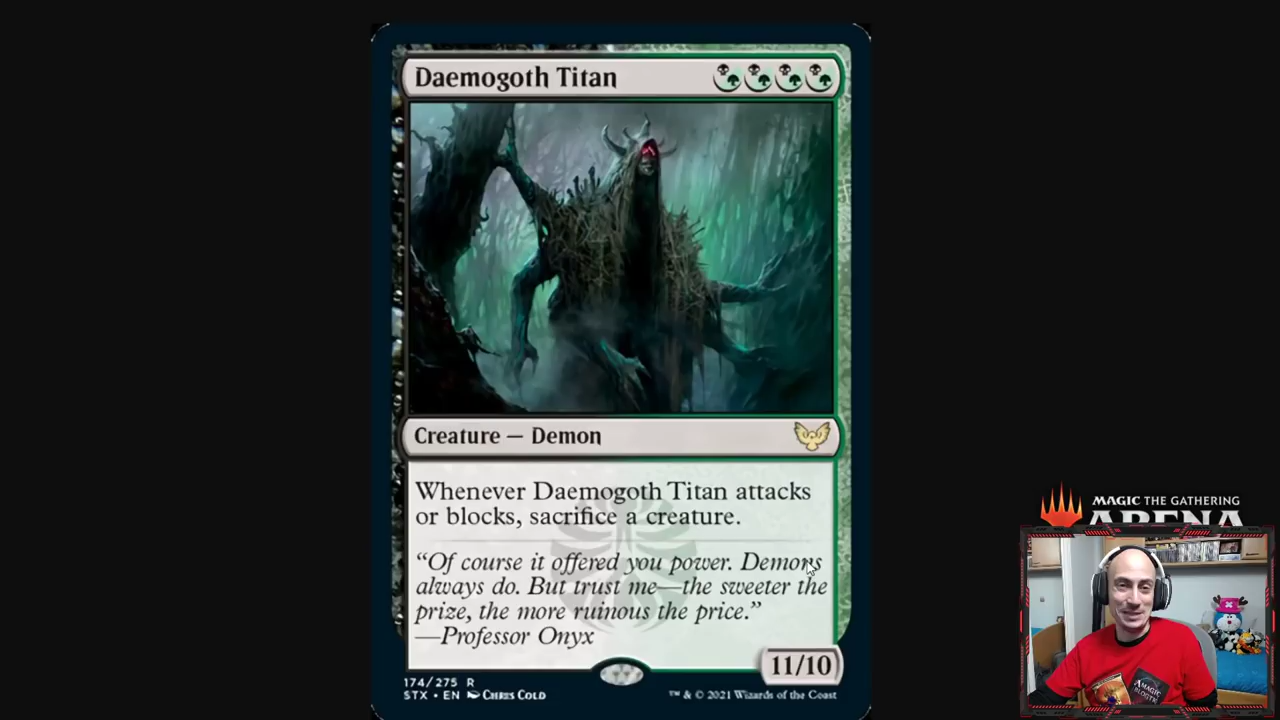 Daemogoth Titan
Creature — Demon
Whenever Daemogoth Titan attacks
or blocks, sacrifice a creature.
“Of course it offered you power. Demons
always do. But trust me—the sweeter the
prize, the more ruinous the price.”
—Professor Onyx
11/10
174/275 R
STX • EN Chris Cold
™ & © 2021 Wizards of the Coast
MAGIC THE GATHERING
ARENA